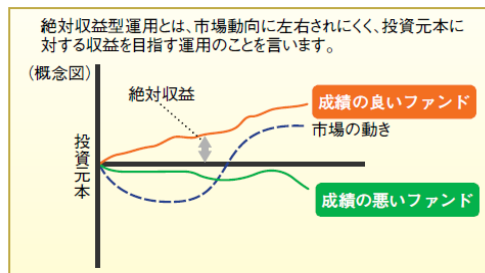 絶対収益型運用とは、市場動向に左右されにくく、投資元本に
対する収益を目指す運用のことを言います。
(概念図)
絶対収益
成績の良いファンド
市場の動き
投資元本
成績の悪いファンド